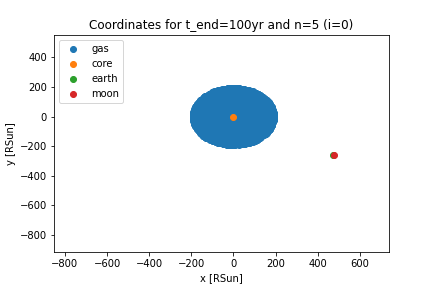 Coordinates for t_end=100yr and n=5 (i=0)
gas
core
earth
moon
y [RSun]
400
200
0
−200
−400
−600
−800
−800 −600 −400 −200 0 200 400 600
x [RSun]